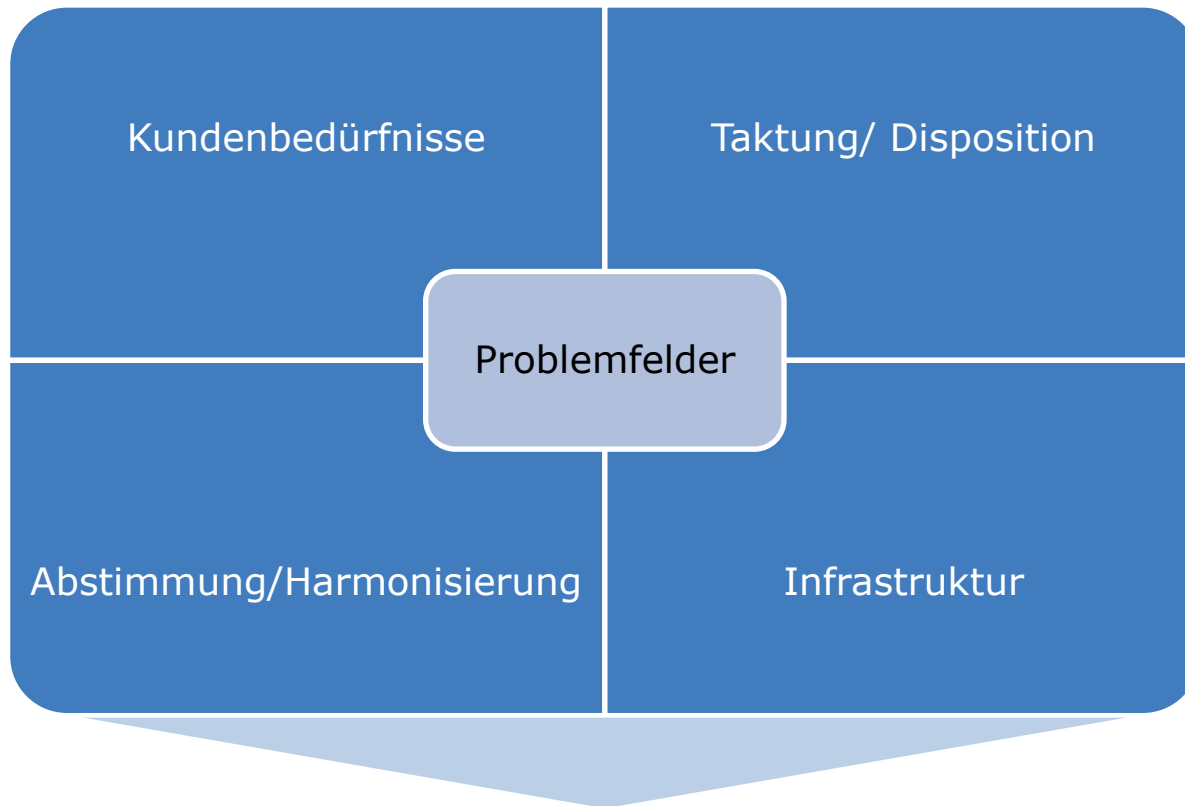 Kundenbedürfnisse
Taktung/ Disposition
Problemfelder
Abstimmung/Harmonisierung
Infrastruktur